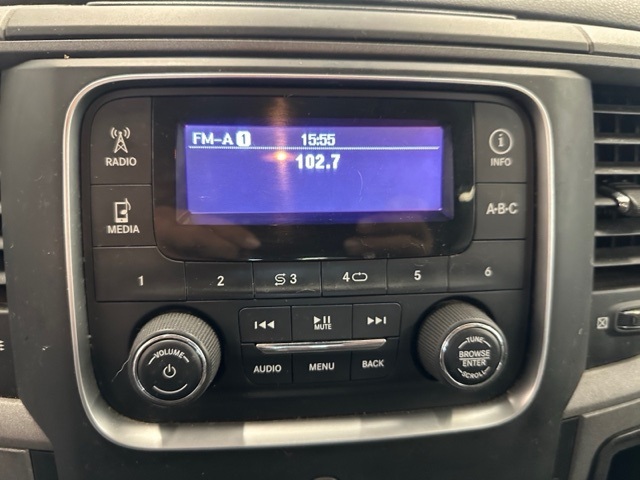 FM-A 1 15:55
102.7
RADIO
INFO
MEDIA
A-B-C
1 2 3 4 5 6
MUTE
VOLUME
AUDIO MENU BACK
TUNE
BROWSE
ENTER
SCROLL